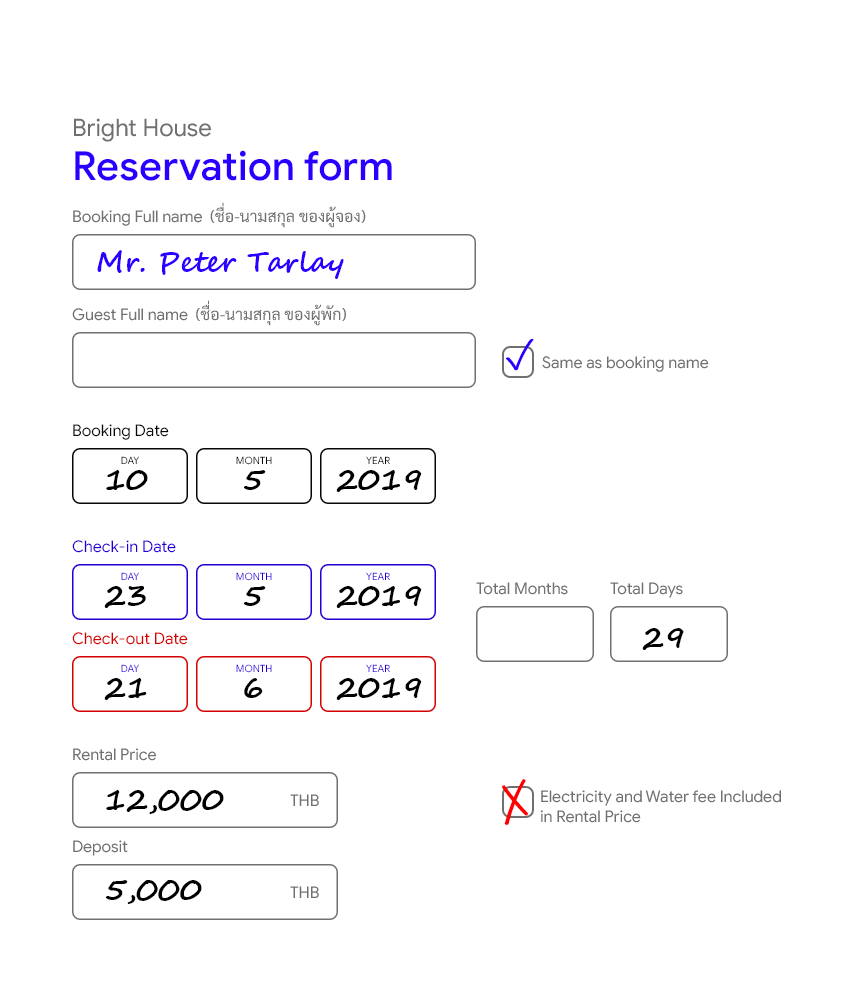 Bright House
Reservation form
Booking Full name (ชื่อ-นามสกุล ของผู้จอง)
Mr. Peter Tarlay
Guest Full name (ชื่อ-นามสกุล ของผู้พัก)
Same as booking name
Booking Date
DAY MONTH YEAR
10 5 2019
Check-in Date
DAY MONTH YEAR
23 5 2019
Total Months Total Days
29
Check-out Date
DAY MONTH YEAR
21 6 2019
Rental Price
12,000 THB
Electricity and Water fee Included
in Rental Price
Deposit
5,000 THB